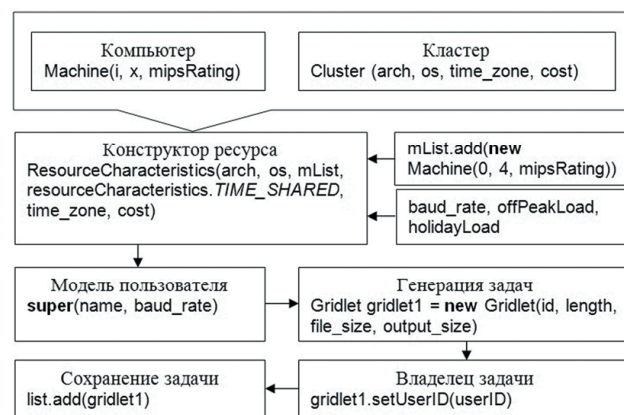 Компьютер
Machine(i, x, mipsRating)
Кластер
Cluster (arch, os, time_zone, cost)
Конструктор ресурса
ResourceCharacteristics(arch, os, mList,
resourceCharacteristics.TIME_SHARED,
time_zone, cost)
mList.add(new
Machine(0, 4, mipsRating))
baud_rate, offPeakLoad,
holidayLoad
Модель пользователя
super(name, baud_rate)
Генерация задач
Gridlet gridlet1 = new Gridlet(id, length,
file_size, output_size)
Сохранение задачи
list.add(gridlet1)
Владелец задачи
gridlet1.setUserID(userID)